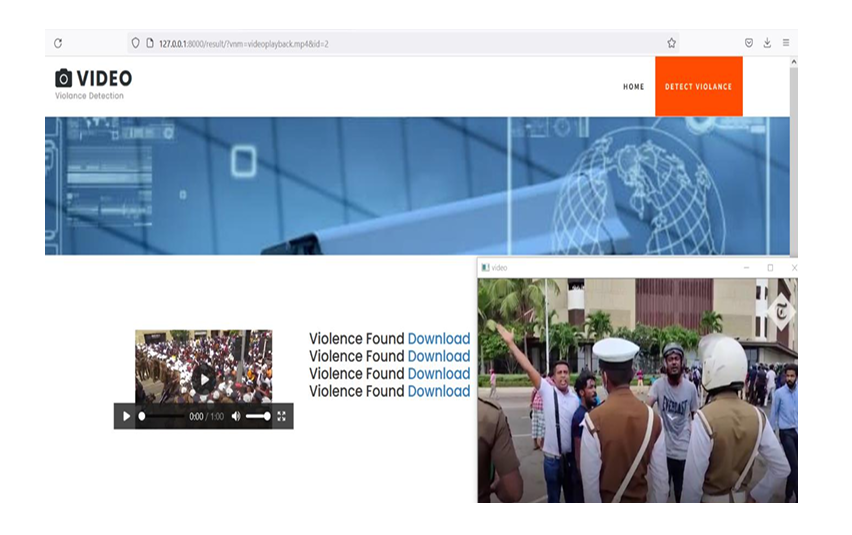 127.0.0.1:8000/result/?vnm=videoplayback.mp4&id=2
VIDEO
Violance Detection
HOME
DETECT VIOLANCE
video
Violence Found Download
Violence Found Download
Violence Found Download
Violence Found Download
0:00 / 1:00
EVERLAST